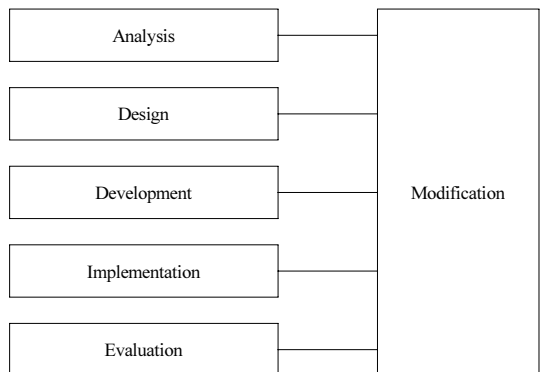 Analysis
Design
Development
Modification
Implementation
Evaluation